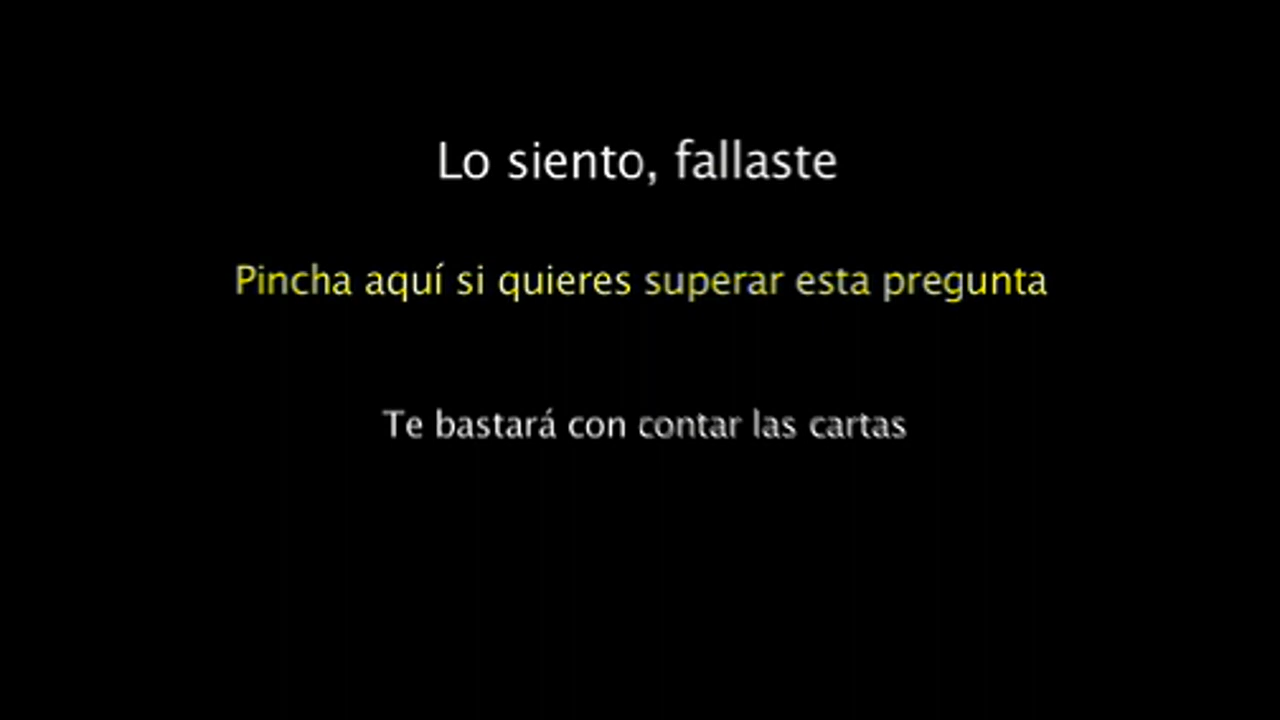 Lo siento, fallaste
Pincha aquí si quieres superar esta pregunta
Te bastará con contar las cartas